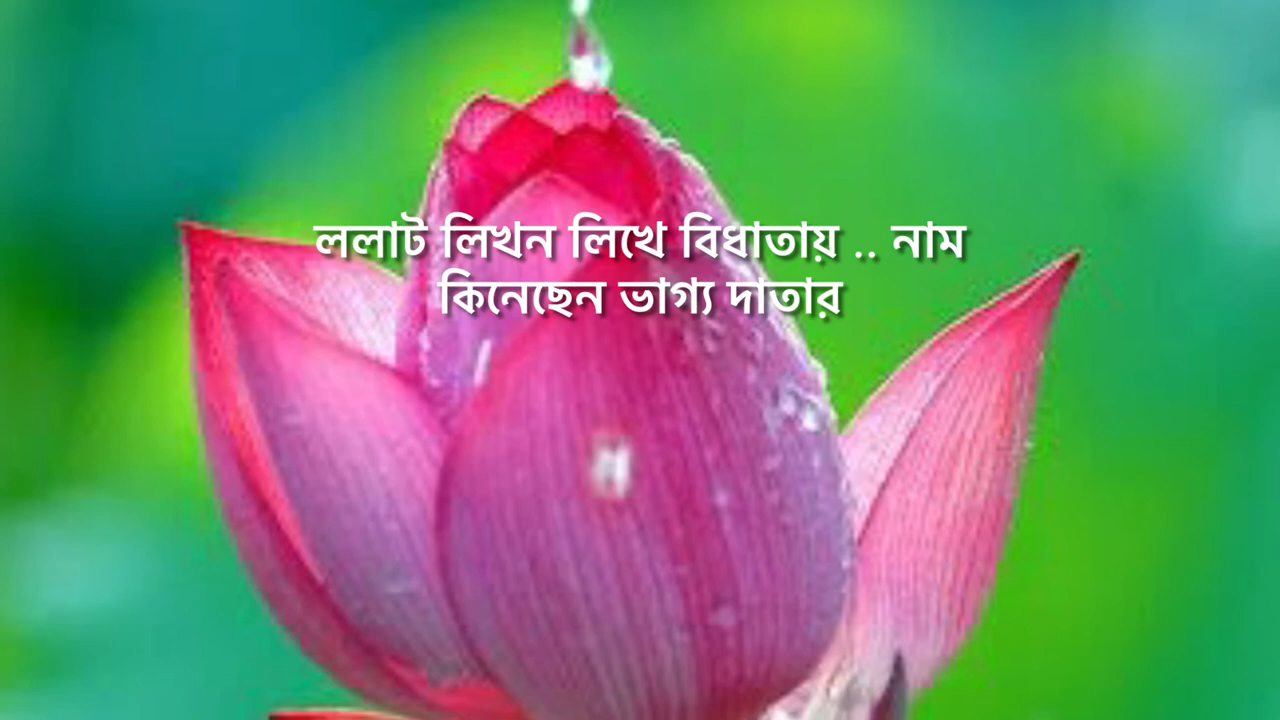 ললাট লিখন লিখে বিধাতায় .. নাম
কিনেছেন ভাগ্য দাতার